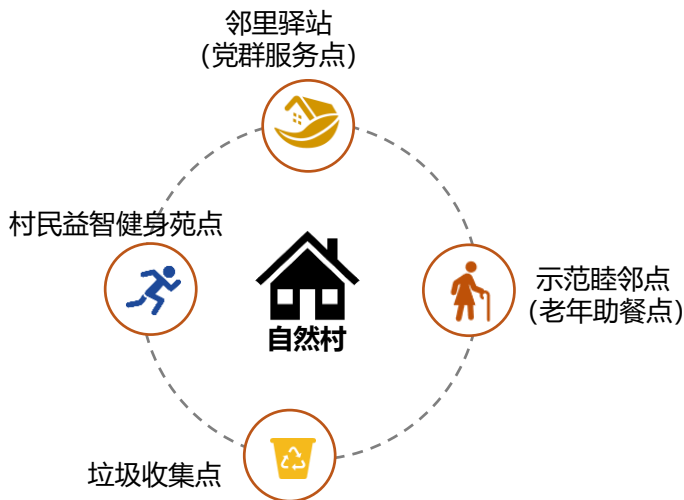 邻里驿站
（党群服务点）
村民益智健身苑点
示范睦邻点
（老年助餐点）
自然村
垃圾收集点